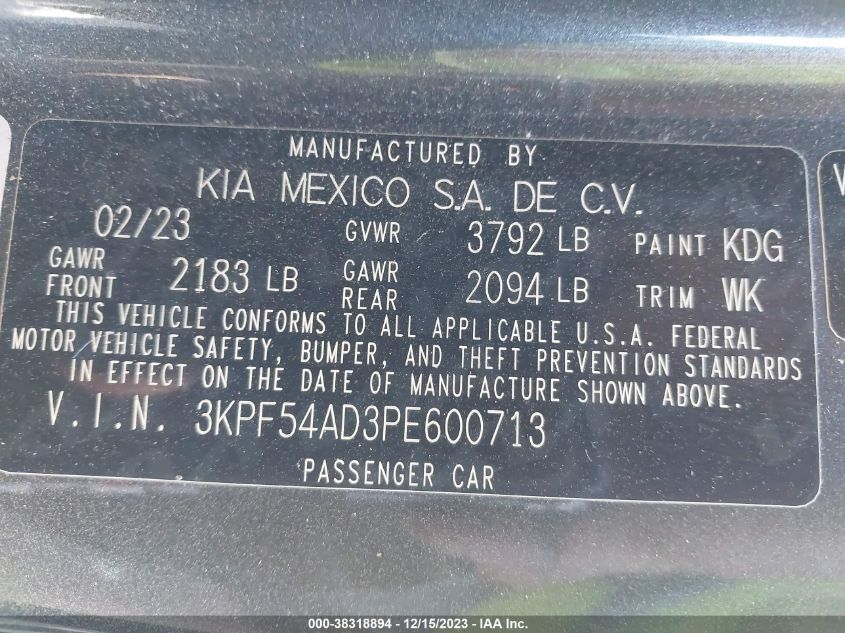 MANUFACTURED BY
KIA MEXICO S.A. DE C.V.
02/23 GVWR 3792 LB PAINT KDG
GAWR FRONT 2183 LB GAWR REAR 2094 LB TRIM WK
THIS VEHICLE CONFORMS TO ALL APPLICABLE U.S.A. FEDERAL
MOTOR VEHICLE SAFETY, BUMPER, AND THEFT PREVENTION STANDARDS
IN EFFECT ON THE DATE OF MANUFACTURE SHOWN ABOVE.
V.I.N. 3KPF54AD3PE600713
PASSENGER CAR
V
000-38318894 - 12/15/2023 - IAA Inc.